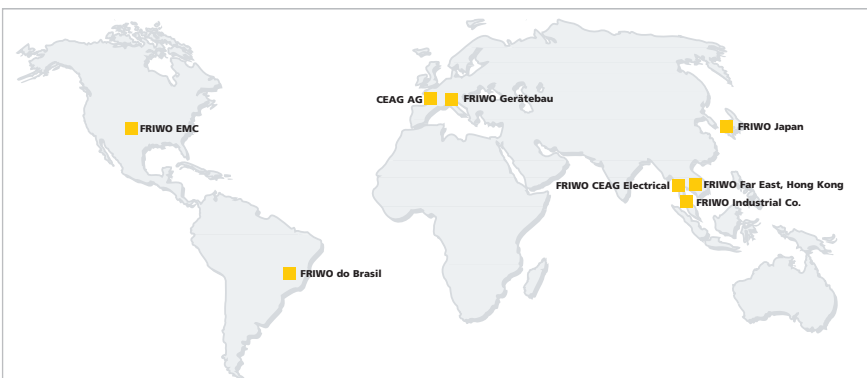 CEAG AG
FRIWO Gerätebau
FRIWO EMC
FRIWO Japan
FRIWO CEAG Electrical
FRIWO Far East, Hong Kong
FRIWO Industrial Co.
FRIWO do Brasil